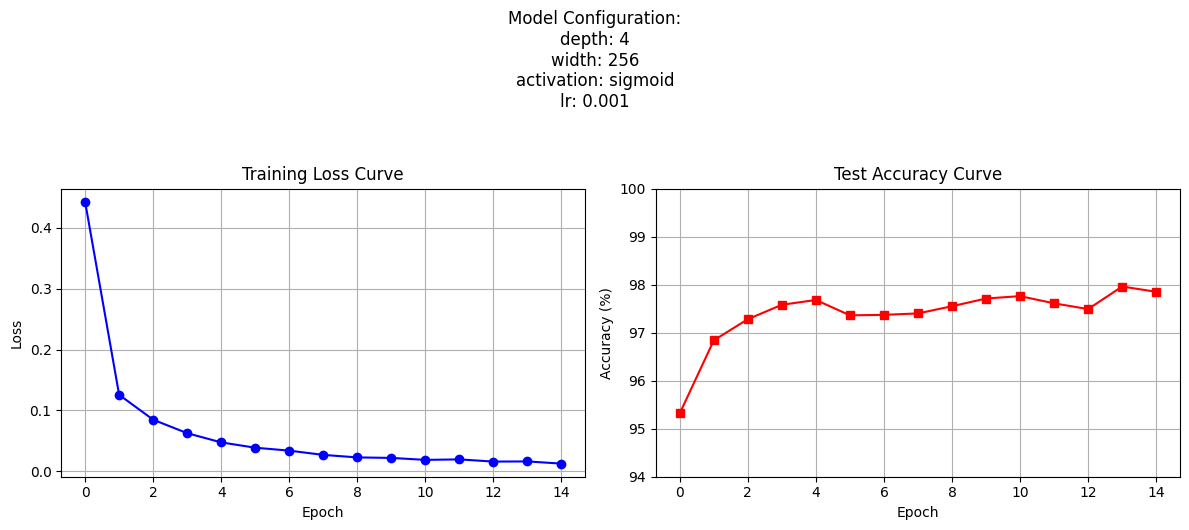 Model Configuration:
depth: 4
width: 256
activation: sigmoid
lr: 0.001
Training Loss Curve
Loss
0.4
0.3
0.2
0.1
0.0
0 2 4 6 8 10 12 14
Epoch
Test Accuracy Curve
Accuracy (%)
100
99
98
97
96
95
94
0 2 4 6 8 10 12 14
Epoch